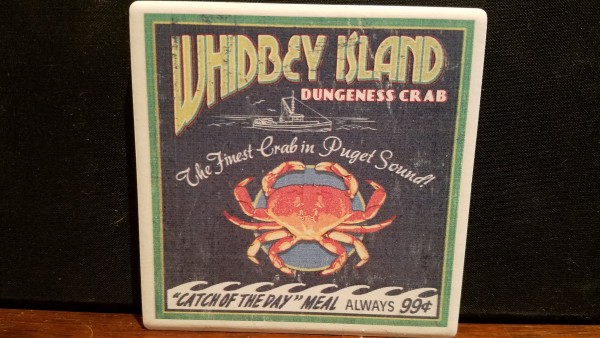 WHIDBEY ISLAND
DUNGENESS CRAB
The Finest Crab in Puget Sound!
"CATCH OF THE DAY" MEAL ALWAYS 99¢